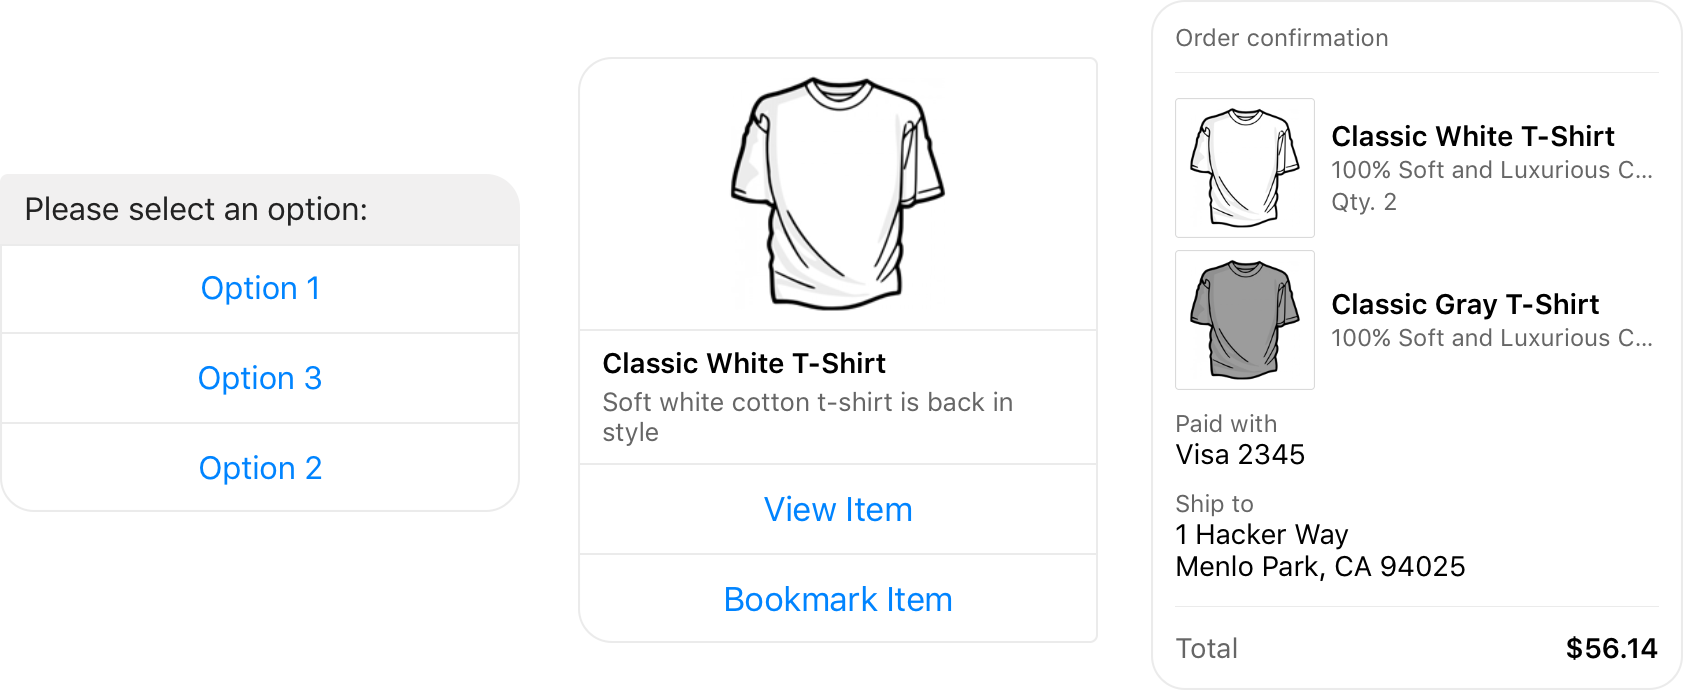 Please select an option:
Option 1
Option 3
Option 2
Classic White T-Shirt
Soft white cotton t-shirt is back in
style
View Item
Bookmark Item
Order confirmation
Classic White T-Shirt
100% Soft and Luxurious C...
Qty. 2
Classic Gray T-Shirt
100% Soft and Luxurious C...
Paid with
Visa 2345
Ship to
1 Hacker Way
Menlo Park, CA 94025
Total $56.14